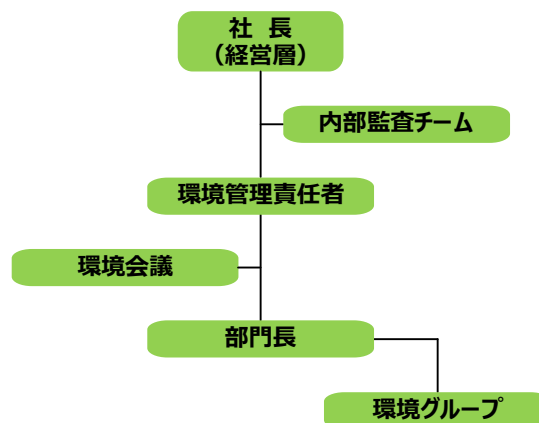 社 長
（経営層）
内部監査チーム
環境管理責任者
環境会議
部門長
環境グループ